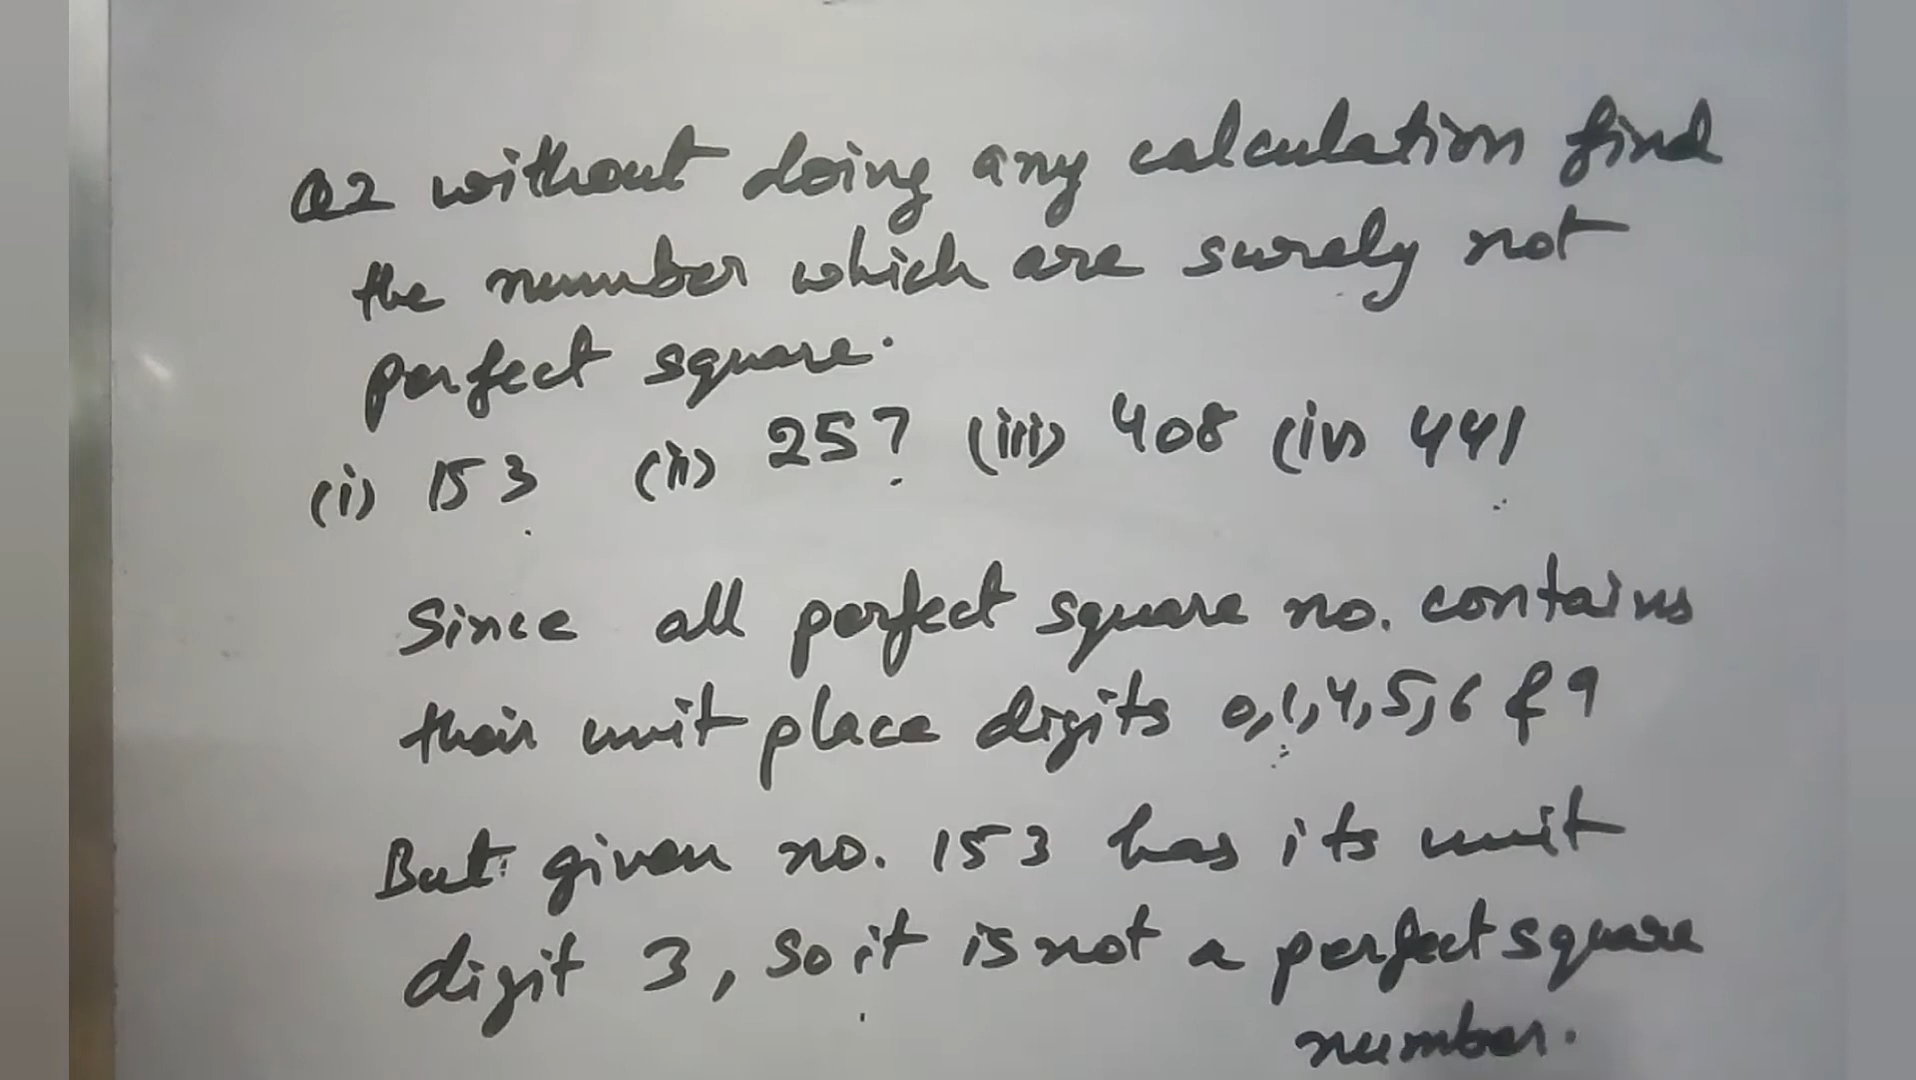 Q2 without doing any calculation find
the number which are surely not
perfect square.
(i) 153 (ii) 257 (iii) 408 (iv) 441
Since all perfect square no. contains
their unit place digits 0,1,4,5,6 & 9
But given no. 153 has its unit
digit 3, so it is not a perfect square
number.